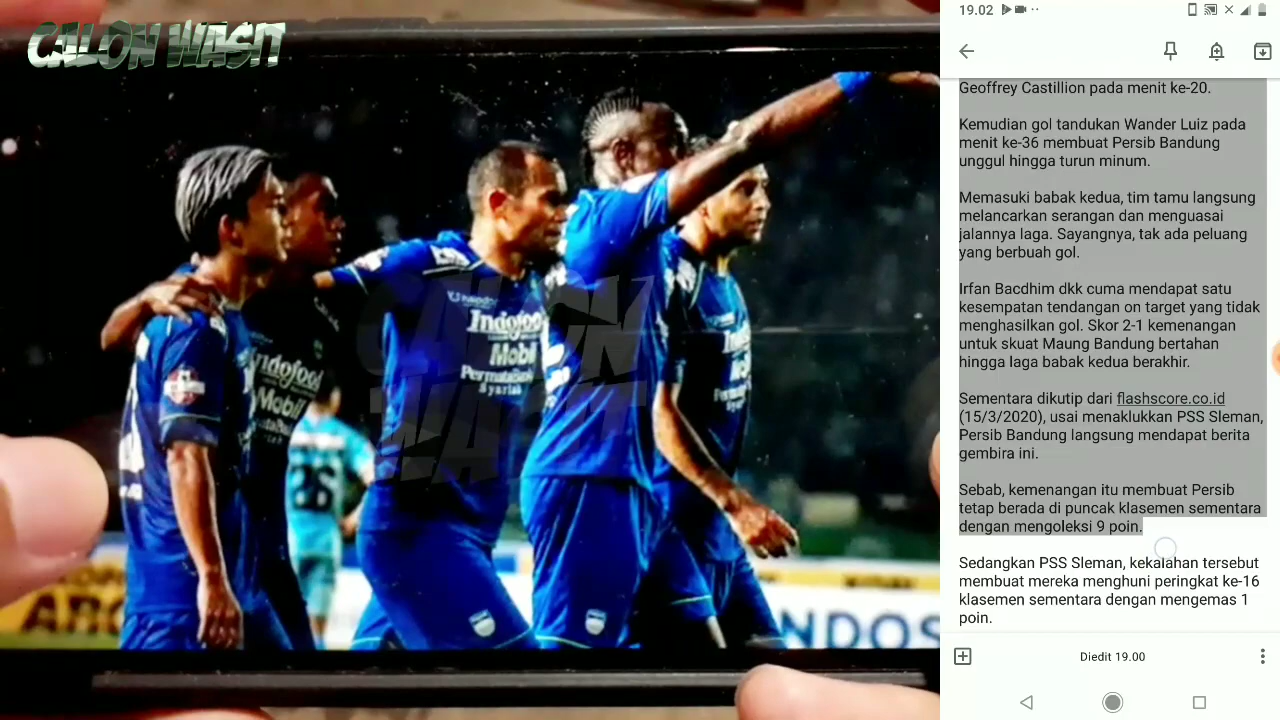 CALON WASIT
Indofood
Mobil
PermataBank
Syariah
Indofood
Mobil
26
CALON
WASIT
NDOS
19.02
Geoffrey Castillion pada menit ke-20.
Kemudian gol tandukan Wander Luiz pada
menit ke-36 membuat Persib Bandung
unggul hingga turun minum.
Memasuki babak kedua, tim tamu langsung
melancarkan serangan dan menguasai
jalannya laga. Sayangnya, tak ada peluang
yang berbuah gol.
Irfan Bacdhim dkk cuma mendapat satu
kesempatan tendangan on target yang tidak
menghasilkan gol. Skor 2-1 kemenangan
untuk skuat Maung Bandung bertahan
hingga laga babak kedua berakhir.
Sementara dikutip dari flashscore.co.id
(15/3/2020), usai menaklukkan PSS Sleman,
Persib Bandung langsung mendapat berita
gembira ini.
Sebab, kemenangan itu membuat Persib
tetap berada di puncak klasemen sementara
dengan mengoleksi 9 poin.
Sedangkan PSS Sleman, kekalahan tersebut
membuat mereka menghuni peringkat ke-16
klasemen sementara dengan mengemas 1
poin.
Diedit 19.00